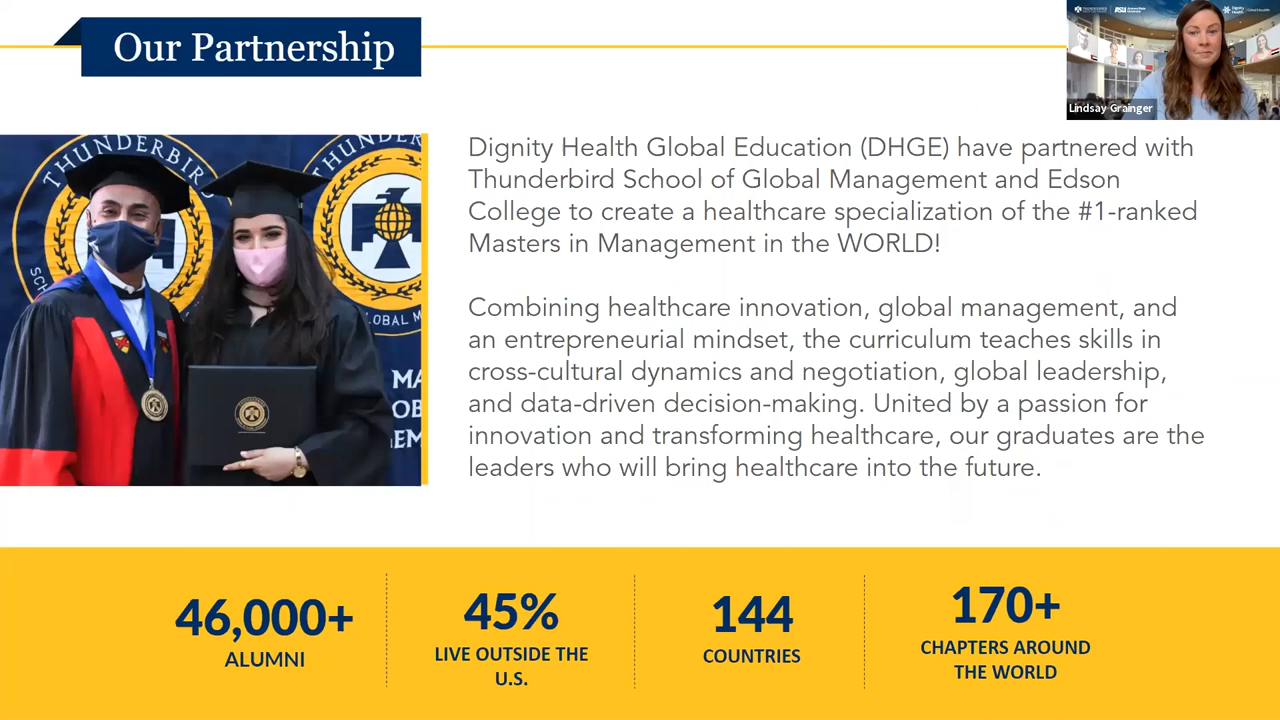 Our Partnership
Lindsay Grainger
THUNDERBIRD
THUNDER
Dignity Health Global Education (DHGE) have partnered with
Thunderbird School of Global Management and Edson
College to create a healthcare specialization of the #1-ranked
Masters in Management in the WORLD!
Combining healthcare innovation, global management, and
an entrepreneurial mindset, the curriculum teaches skills in
cross-cultural dynamics and negotiation, global leadership,
and data-driven decision-making. United by a passion for
innovation and transforming healthcare, our graduates are the
leaders who will bring healthcare into the future.
46,000+
ALUMNI
45%
LIVE OUTSIDE THE
U.S.
144
COUNTRIES
170+
CHAPTERS AROUND
THE WORLD